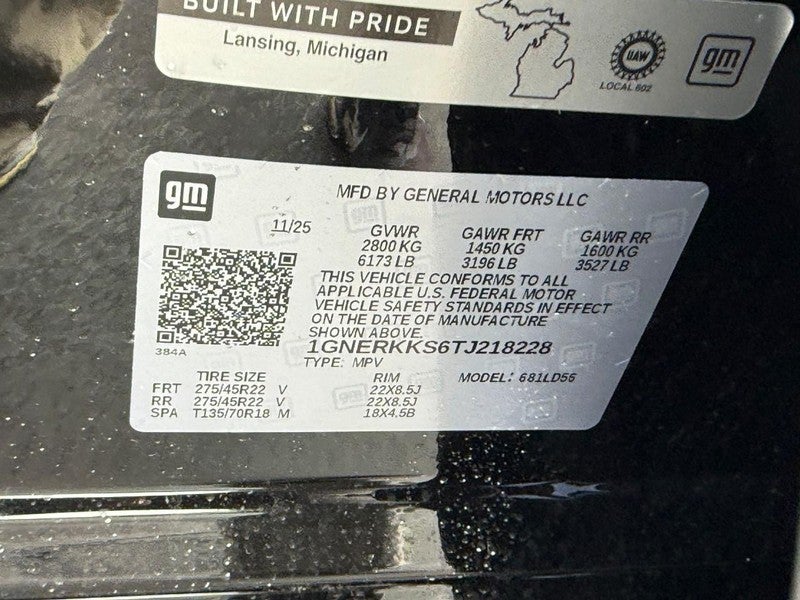 BUILT WITH PRIDE
Lansing, Michigan
UAW
LOCAL 602
gm
gm
MFD BY GENERAL MOTORS LLC
11/25 GVWR GAWR FRT GAWR RR
2800 KG 1450 KG 1600 KG
6173 LB 3196 LB 3527 LB
THIS VEHICLE CONFORMS TO ALL
APPLICABLE U.S. FEDERAL MOTOR
VEHICLE SAFETY STANDARDS IN EFFECT
ON THE DATE OF MANUFACTURE
SHOWN ABOVE.
384A
1GNERKKS6TJ218228
TYPE: MPV
TIRE SIZE RIM MODEL: 681LD56
FRT 275/45R22 V 22X8.5J
RR 275/45R22 V 22X8.5J
SPA T135/70R18 M 18X4.5B